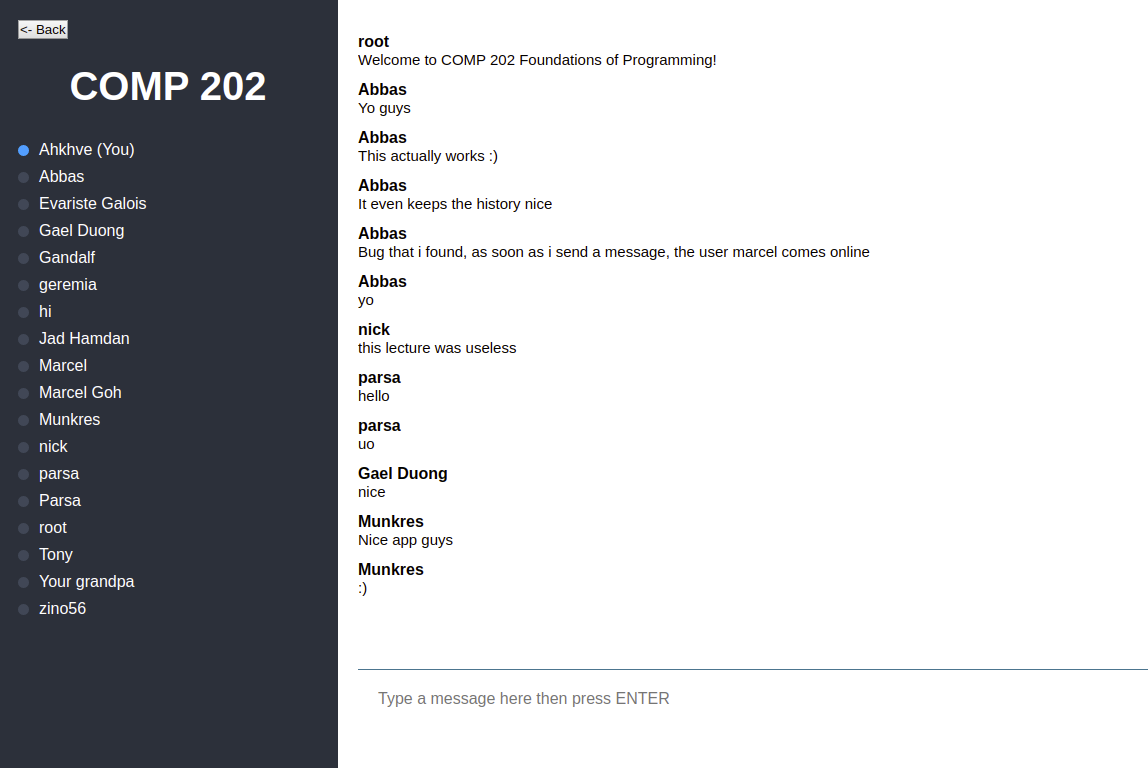 <- Back
COMP 202
Ahkhve (You)
Abbas
Evariste Galois
Gael Duong
Gandalf
geremia
hi
Jad Hamdan
Marcel
Marcel Goh
Munkres
nick
parsa
Parsa
root
Tony
Your grandpa
zino56
root
Welcome to COMP 202 Foundations of Programming!
Abbas
Yo guys
Abbas
This actually works :)
Abbas
It even keeps the history nice
Abbas
Bug that i found, as soon as i send a message, the user marcel comes online
Abbas
yo
nick
this lecture was useless
parsa
hello
parsa
uo
Gael Duong
nice
Munkres
Nice app guys
Munkres
:)
Type a message here then press ENTER